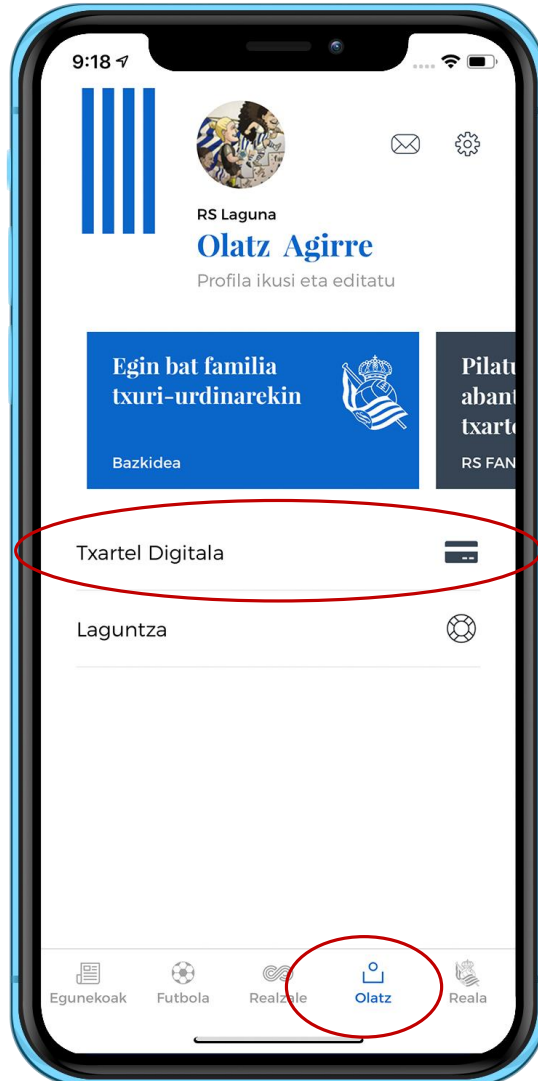 9:18
RS Laguna
Olatz Agirre
Profila ikusi eta editatu
Egin bat familia
txuri-urdinarekin
Bazkidea
Pilatu
abant
txarte
RS FAN
Txartel Digitala
Laguntza
Egunekoak
Futbola
Realzale
Olatz
Reala